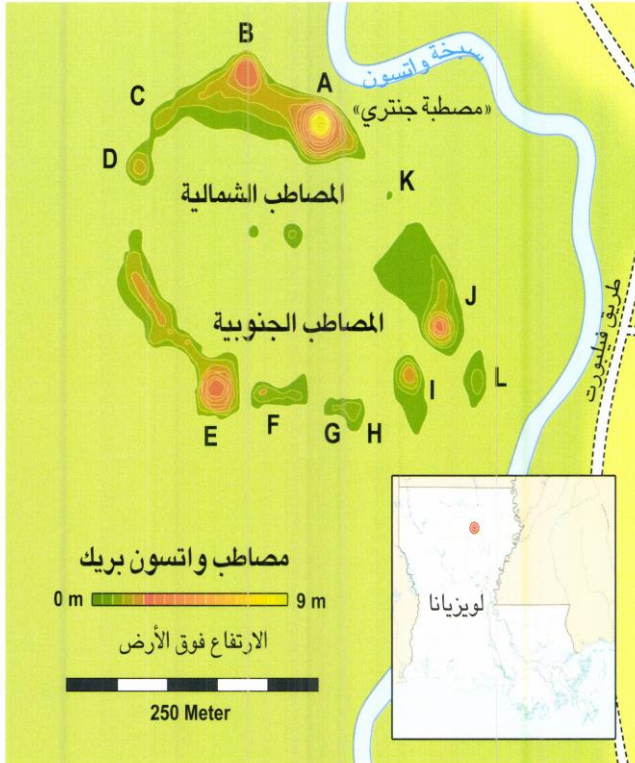 B
A
C
سبخة واتسون
«مصطبة جنتري»
D
K
المصاطب الشمالية
J
المصاطب الجنوبية
طريق فيلبورت
I
L
E
F
G
H
مصاطب واتسون بريك
0 m
9 m
الارتفاع فوق الأرض
250 Meter
لويزيانا